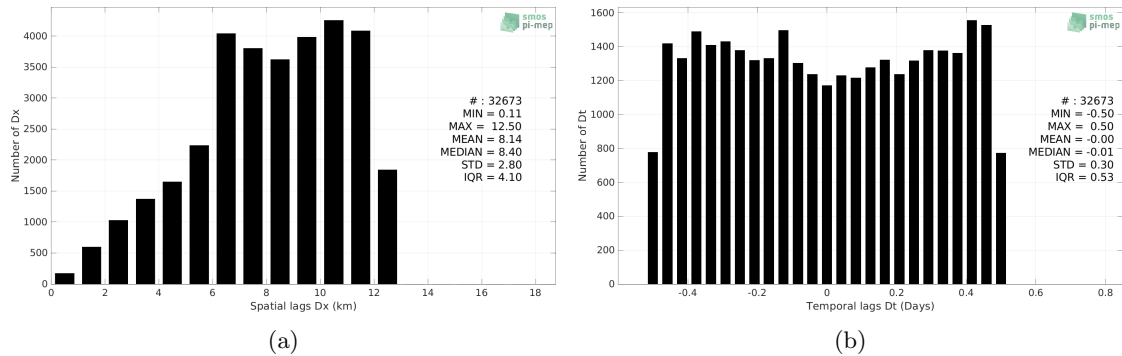 smos
pi-mep
4000
3500
3000
2500
2000
1500
1000
500
0
Number of Dx
# : 32673
MIN = 0.11
MAX = 12.50
MEAN = 8.14
MEDIAN = 8.40
STD = 2.80
IQR = 4.10
0 2 4 6 8 10 12 14 16 18
Spatial lags Dx (km)
(a)
smos
pi-mep
1600
1400
1200
1000
800
600
400
200
0
Number of Dt
# : 32673
MIN = -0.50
MAX = 0.50
MEAN = -0.00
MEDIAN = -0.01
STD = 0.30
IQR = 0.53
-0.4 -0.2 0 0.2 0.4 0.6 0.8
Temporal lags Dt (Days)
(b)